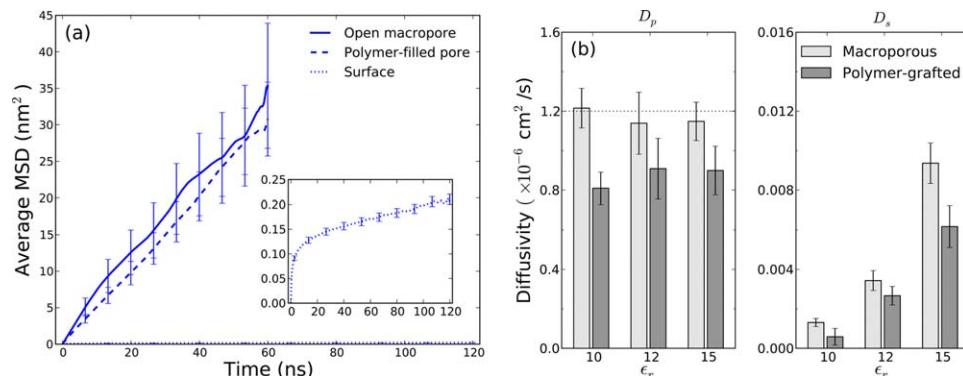 (a)
Open macropore
Polymer-filled pore
Surface
Average MSD (nm²)
45
40
35
30
25
20
15
10
5
0
0 20 40 60 80 100 120
Time (ns)
0.25
0.20
0.15
0.10
0.05
0.00
0 20 40 60 80 100 120
D_p
(b)
Diffusivity (×10⁻⁶ cm²/s)
1.6
1.2
0.8
0.4
0.0
10 12 15
ϵ_r
D_s
Macroporous
Polymer-grafted
0.016
0.012
0.008
0.004
0.000
10 12 15
ϵ_r